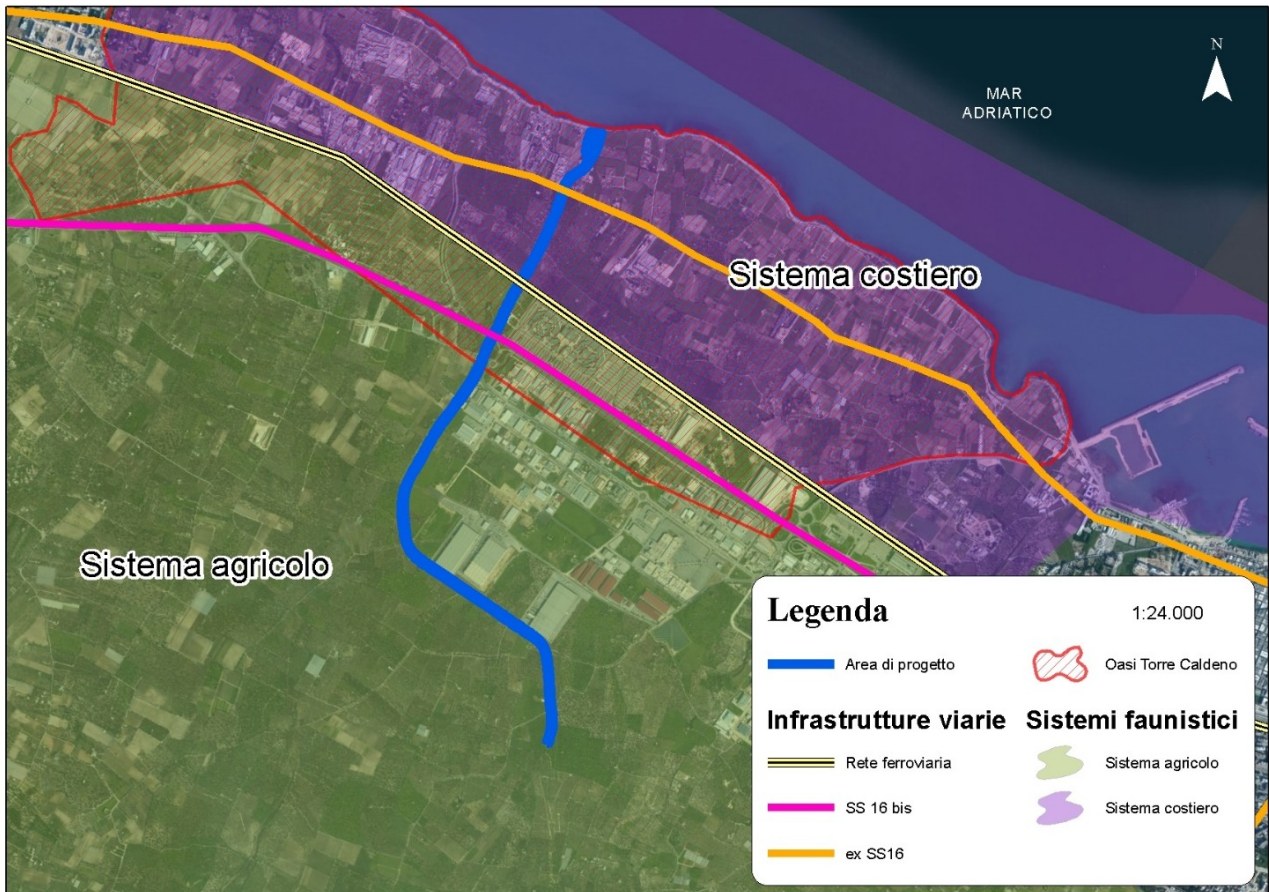 N
MAR
ADRIATICO
Sistema costiero
Sistema agricolo
Legenda 1:24.000
Area di progetto Oasi Torre Caldeno
Infrastrutture viarie Sistemi faunistici
Rete ferroviaria Sistema agricolo
SS 16 bis Sistema costiero
ex SS16